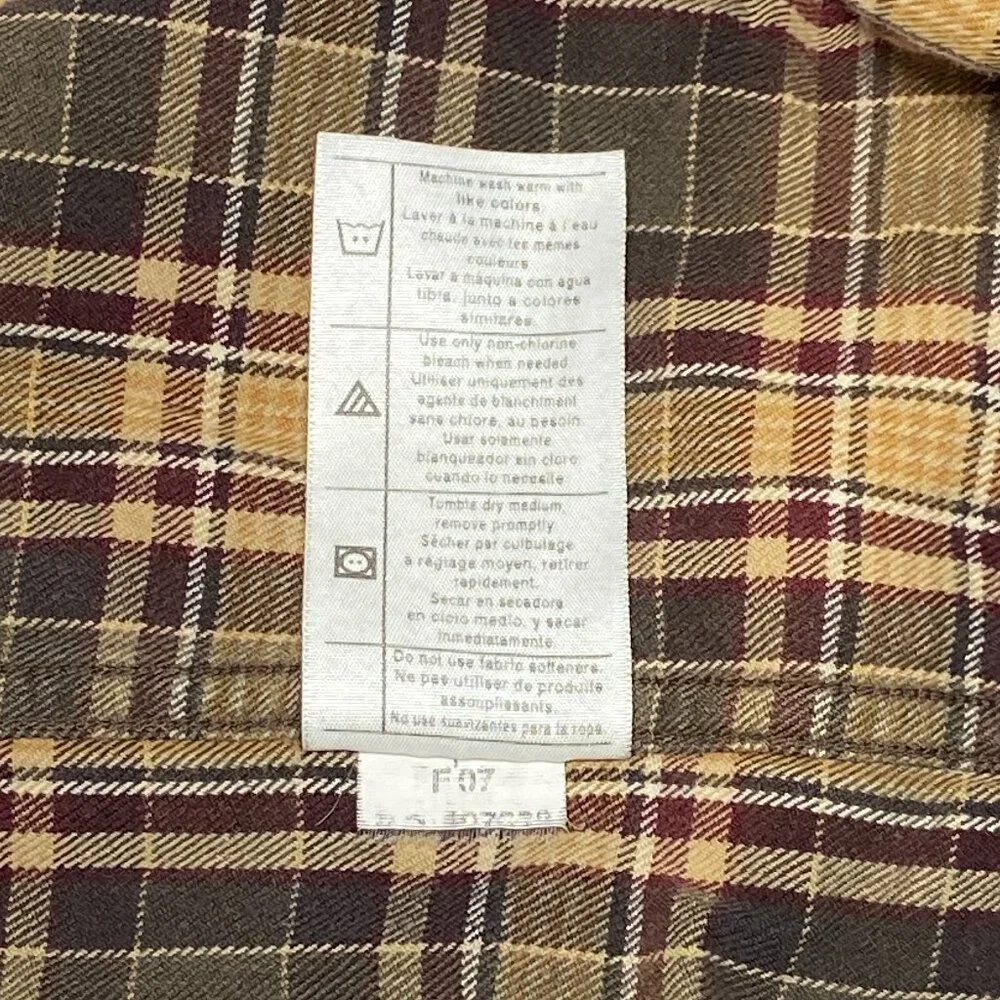 Machine wash warm with
like colors.
Laver à la machine à l'eau
chaude avec les mêmes
couleurs.
Lavar a máquina con agua
tibia, junto a colores
similares.
Use only non-chlorine
bleach when needed.
Utiliser uniquement des
agents de blanchiment
sans chlore, au besoin.
Usar solamente
blanqueador sin cloro
cuando lo necesite
Tumble dry medium,
remove promptly.
Sécher par culbutage
à réglage moyen, retirer
rapidement.
Secar en secadora
en ciclo medio, y sacar
inmediatamente.
Do not use fabric softeners.
Ne pas utiliser de produits
assouplissants.
No use suavizantes para la ropa.
F'07